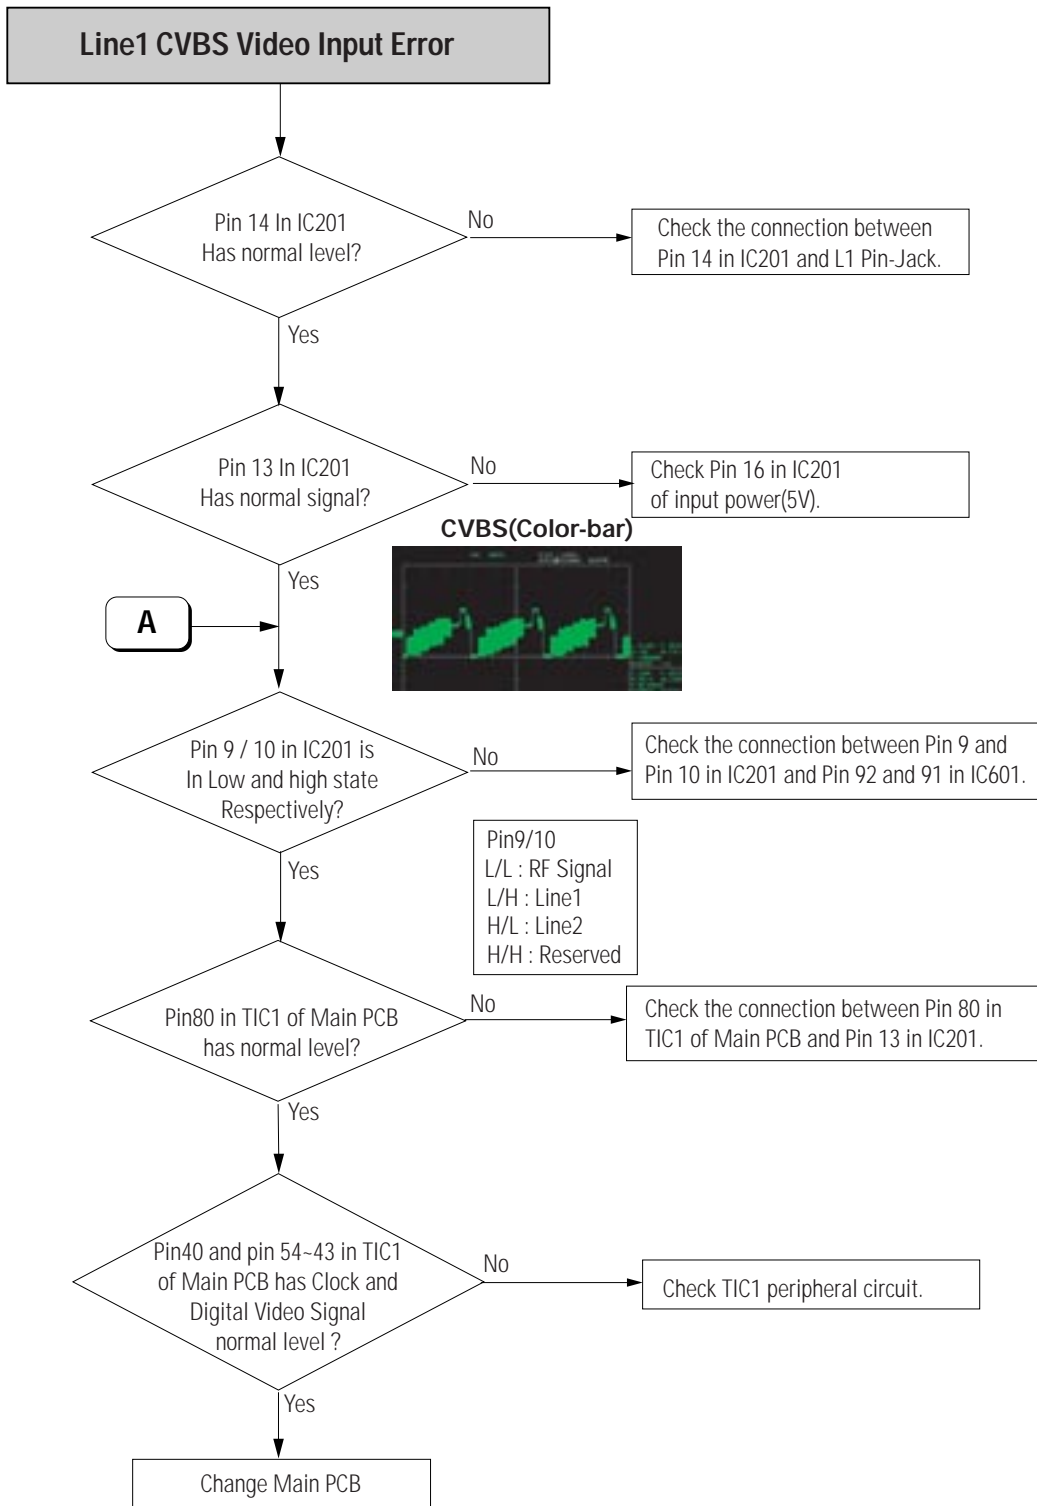 Line1 CVBS Video Input Error
Pin 14 In IC201
Has normal level?
No
Check the connection between
Pin 14 in IC201 and L1 Pin-Jack.
Yes
Pin 13 In IC201
Has normal signal?
No
Check Pin 16 in IC201
of input power(5V).
CVBS(Color-bar)
Yes
A
Pin 9 / 10 in IC201 is
In Low and high state
Respectively?
No
Check the connection between Pin 9 and
Pin 10 in IC201 and Pin 92 and 91 in IC601.
Pin9/10
L/L : RF Signal
L/H : Line1
H/L : Line2
H/H : Reserved
Yes
Pin80 in TIC1 of Main PCB
has normal level?
No
Check the connection between Pin 80 in
TIC1 of Main PCB and Pin 13 in IC201.
Yes
Pin40 and pin 54~43 in TIC1
of Main PCB has Clock and
Digital Video Signal
normal level ?
No
Check TIC1 peripheral circuit.
Yes
Change Main PCB